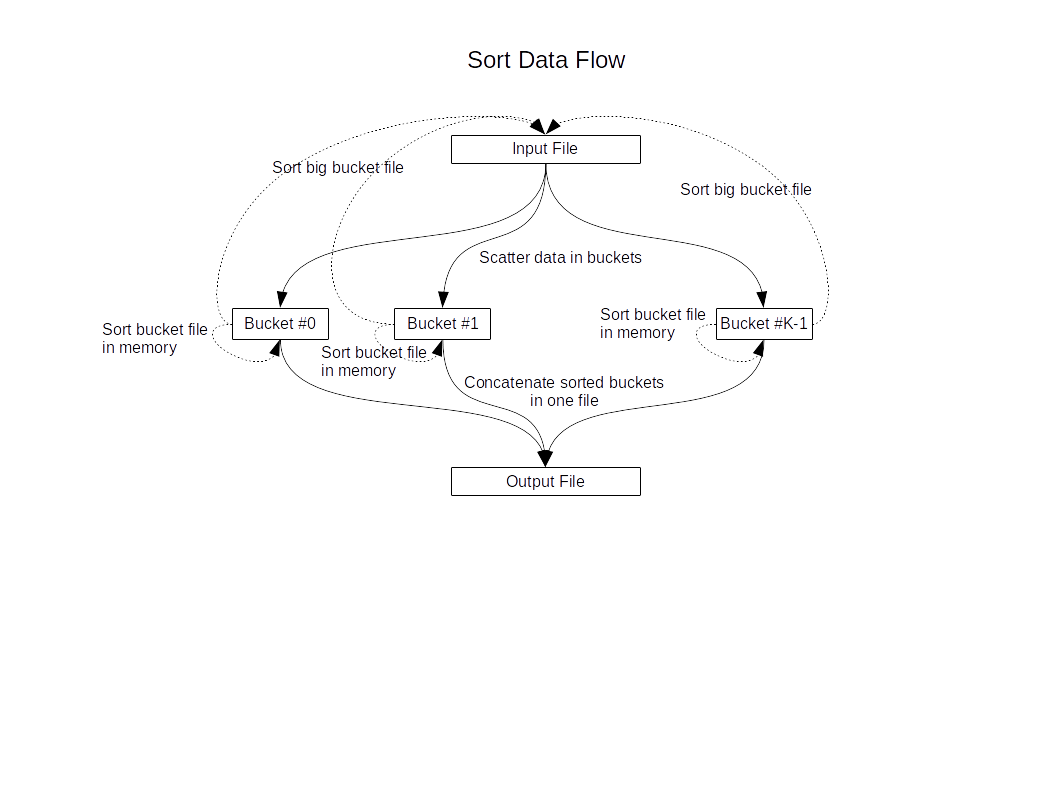 Sort Data Flow
Input File
Sort big bucket file
Sort big bucket file
Scatter data in buckets
Bucket #0
Bucket #1
Bucket #K-1
Sort bucket file
in memory
Sort bucket file
in memory
Sort bucket file
in memory
Concatenate sorted buckets
in one file
Output File